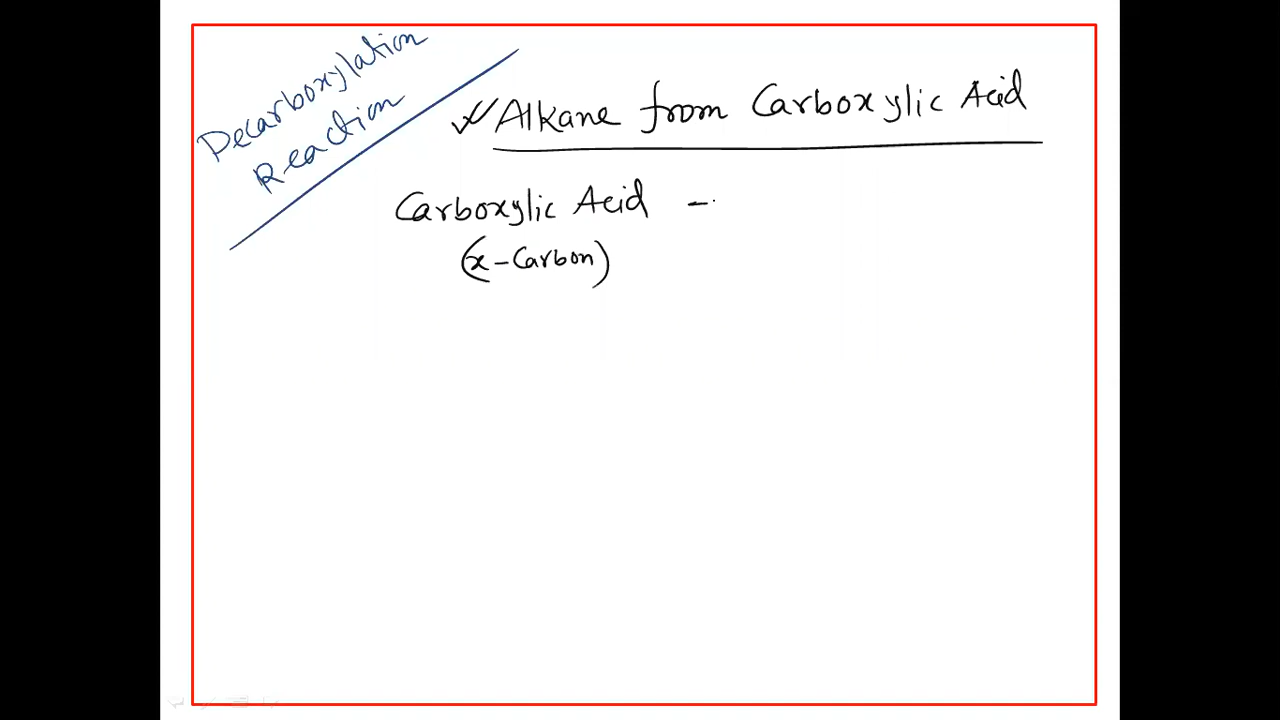 Decarboxylation
Reaction
Alkane from Carboxylic Acid
Carboxylic Acid -
(x-Carbon)